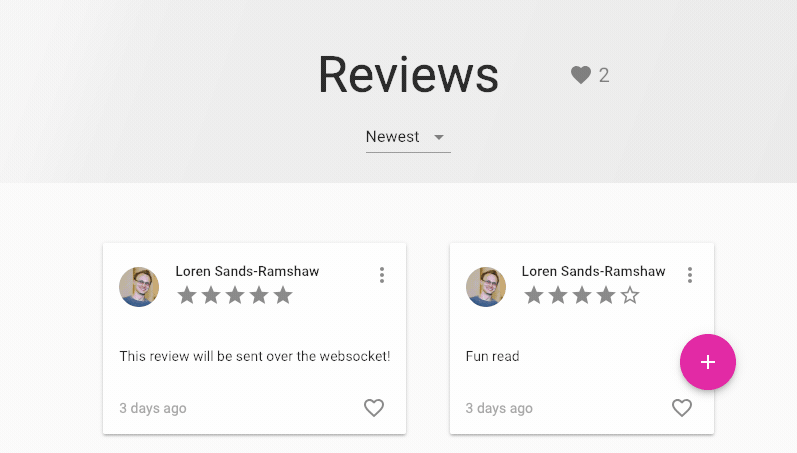 Reviews
2
Newest
Loren Sands-Ramshaw
This review will be sent over the websocket!
3 days ago
Loren Sands-Ramshaw
Fun read
3 days ago